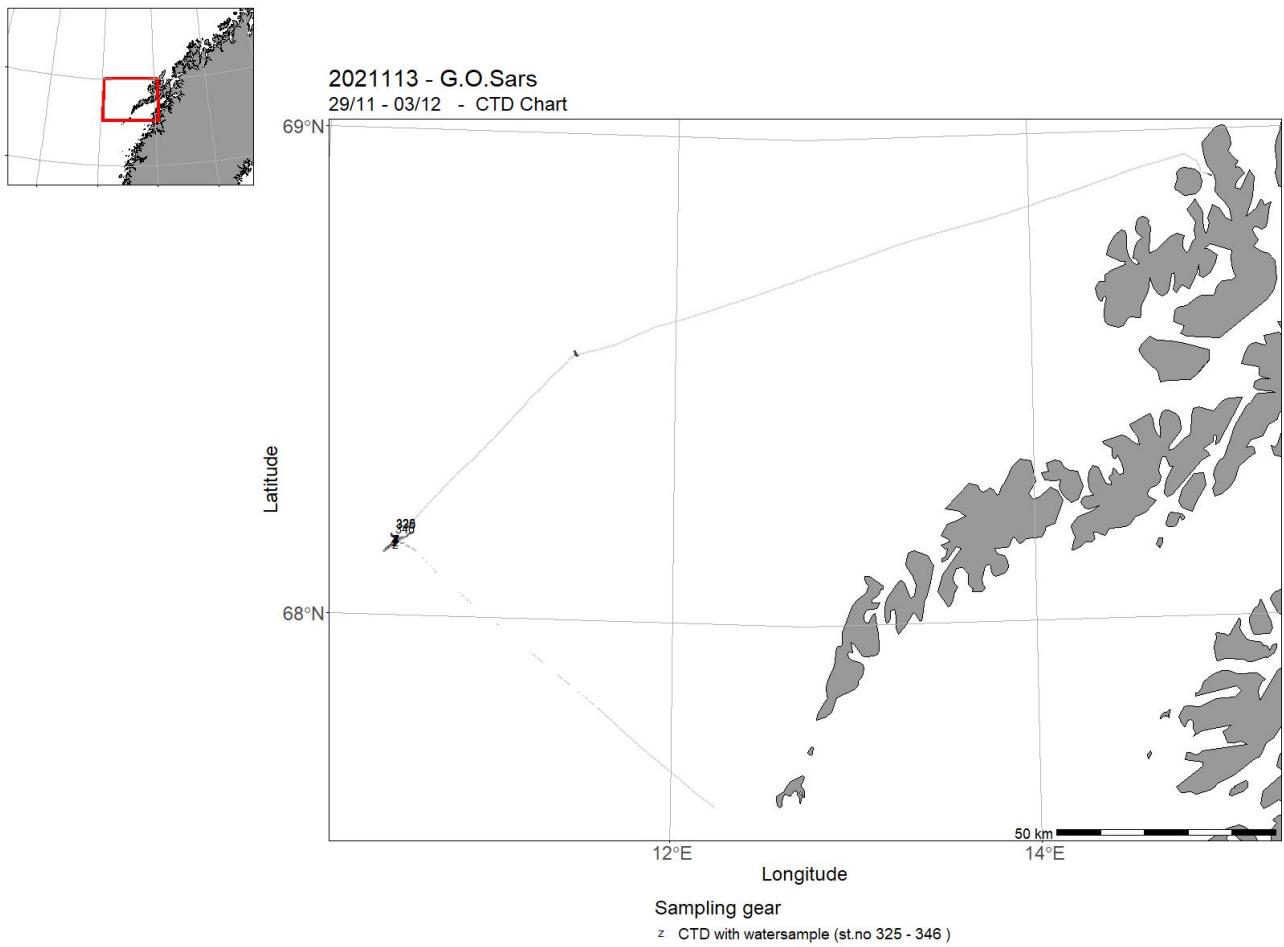 2021113 - G.O.Sars
29/11 - 03/12 - CTD Chart
69°N
Latitude
68°N
50 km
12°E
14°E
Longitude
Sampling gear
z CTD with watersample (st.no 325 - 346 )